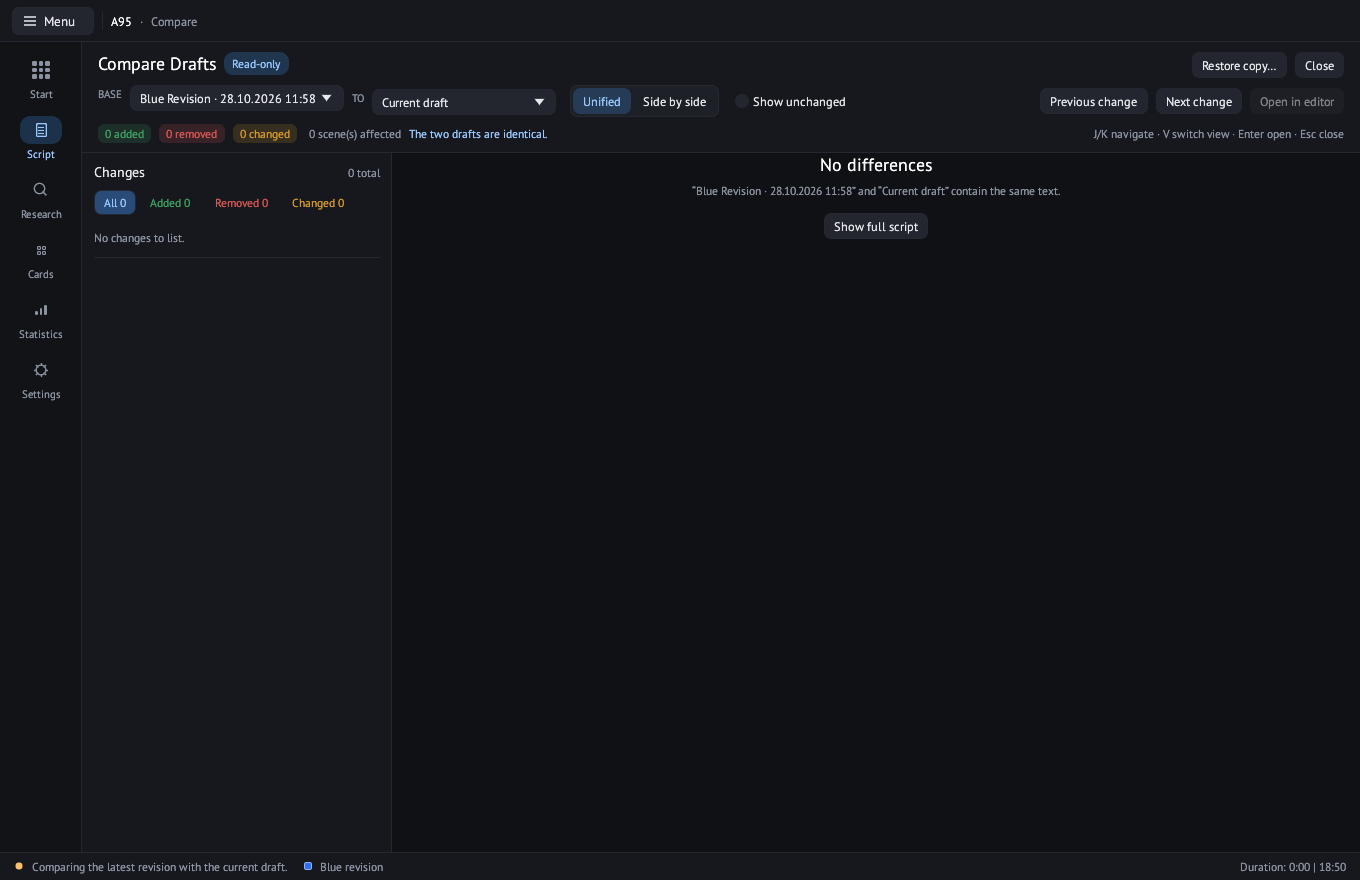 Menu A95 · Compare
Start
Script
Research
Cards
Statistics
Settings
Compare Drafts Read-only Restore copy... Close
BASE Blue Revision · 28.10.2026 11:58 TO Current draft Unified Side by side Show unchanged Previous change Next change Open in editor
0 added 0 removed 0 changed 0 scene(s) affected The two drafts are identical. J/K navigate · V switch view · Enter open · Esc close
Changes 0 total
All 0 Added 0 Removed 0 Changed 0
No changes to list.
No differences
"Blue Revision · 28.10.2026 11:58" and "Current draft" contain the same text.
Show full script
Comparing the latest revision with the current draft. Blue revision Duration: 0:00 | 18:50